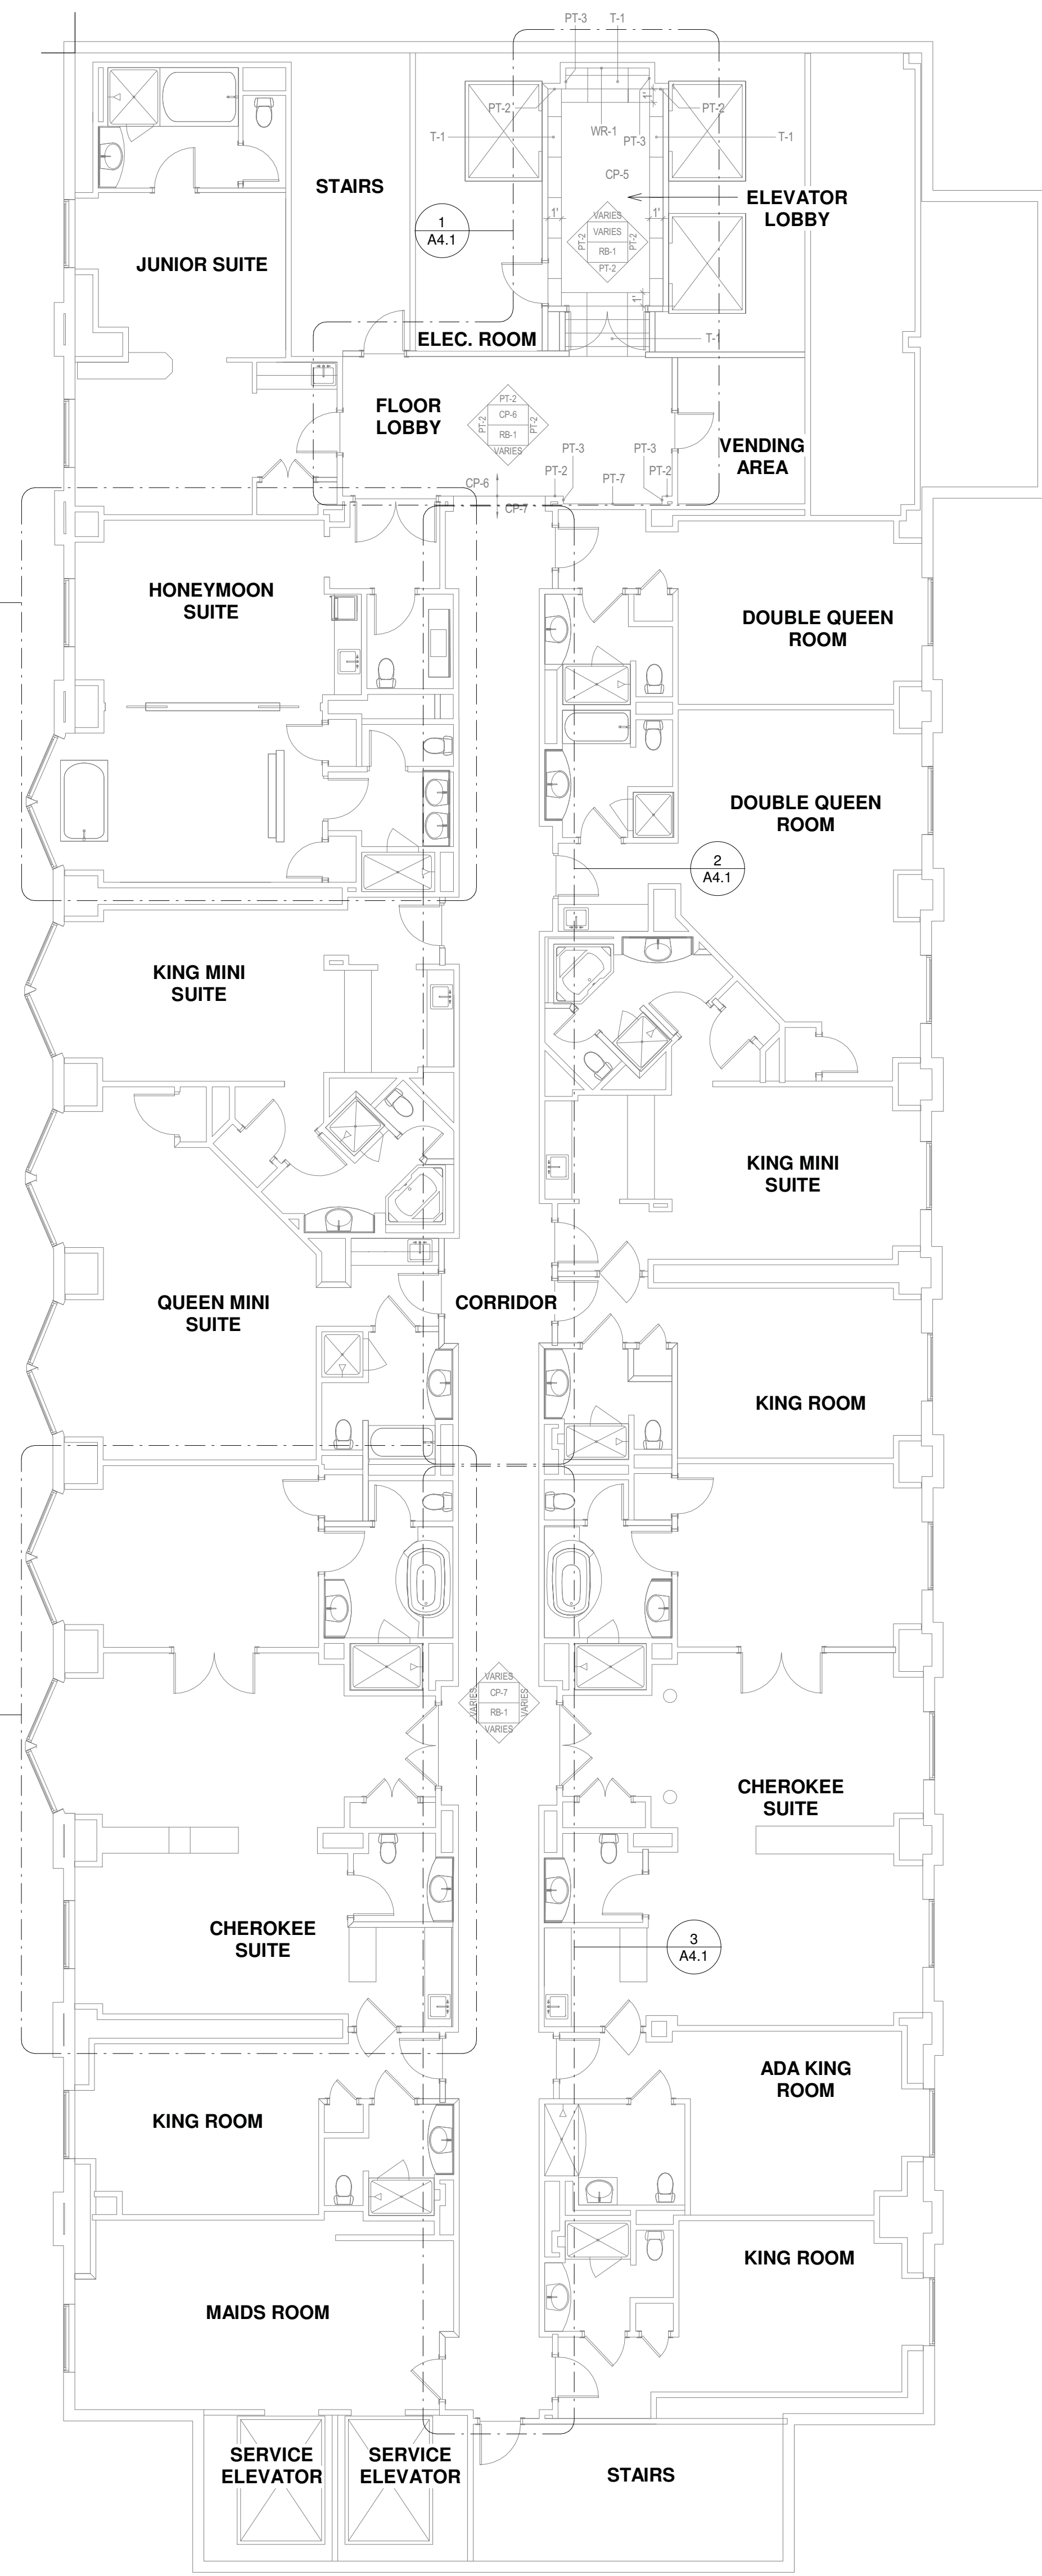 PT-3
T-1
PT-2
PT-2
WR-1
PT-3
1'
T-1
T-1
CP-5
STAIRS
ELEVATOR
LOBBY
1
A4.1
1'
1'
VARIES
VARIES
RB-1
PT-2
PT-2
PT-2
JUNIOR SUITE
1'
ELEC. ROOM
T-1
FLOOR
LOBBY
PT-2
CP-6
RB-1
VARIES
PT-2
PT-2
VENDING
AREA
PT-3
PT-3
PT-2
PT-7
PT-2
CP-6
CP-7
HONEYMOON
SUITE
DOUBLE QUEEN
ROOM
DOUBLE QUEEN
ROOM
2
A4.1
KING MINI
SUITE
KING MINI
SUITE
QUEEN MINI
SUITE
CORRIDOR
KING ROOM
VARIES
CP-7
RB-1
VARIES
VARIES
VARIES
CHEROKEE
SUITE
CHEROKEE
SUITE
3
A4.1
ADA KING
ROOM
KING ROOM
KING ROOM
MAIDS ROOM
SERVICE
ELEVATOR
SERVICE
ELEVATOR
STAIRS